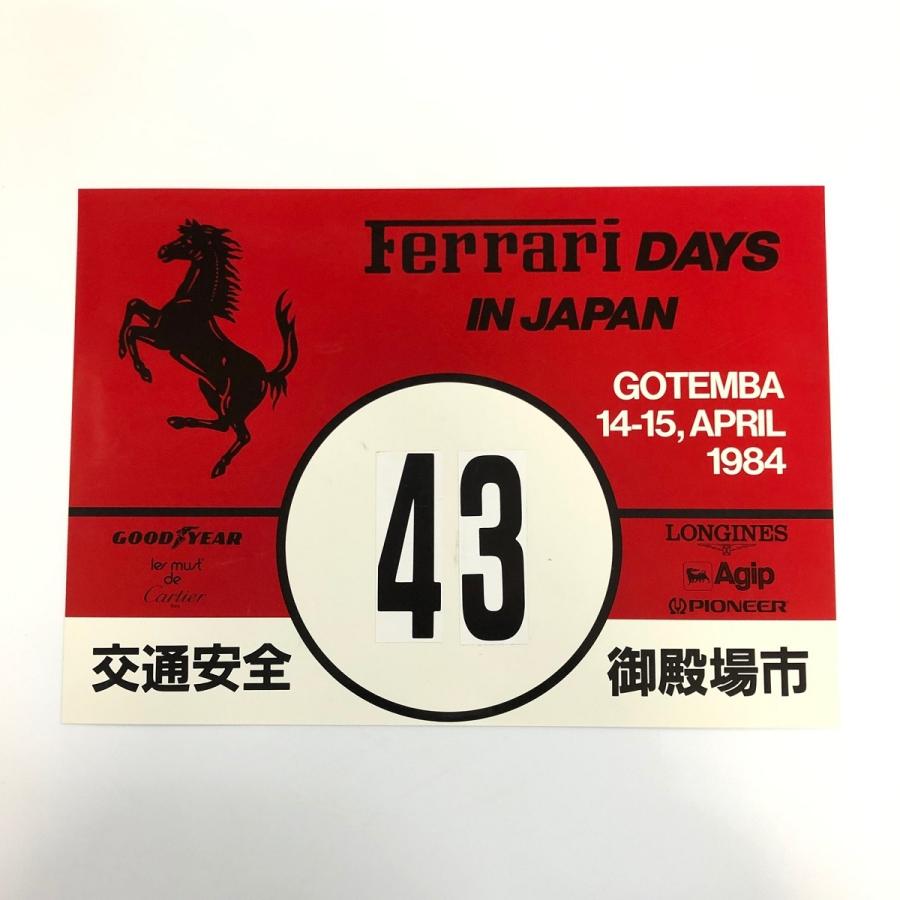 Ferrari DAYS
IN JAPAN
GOTEMBA
14-15, APRIL
1984
43
GOODYEAR
les must
de
Cartier
Paris
LONGINES
Agip
PIONEER
交通安全
御殿場市